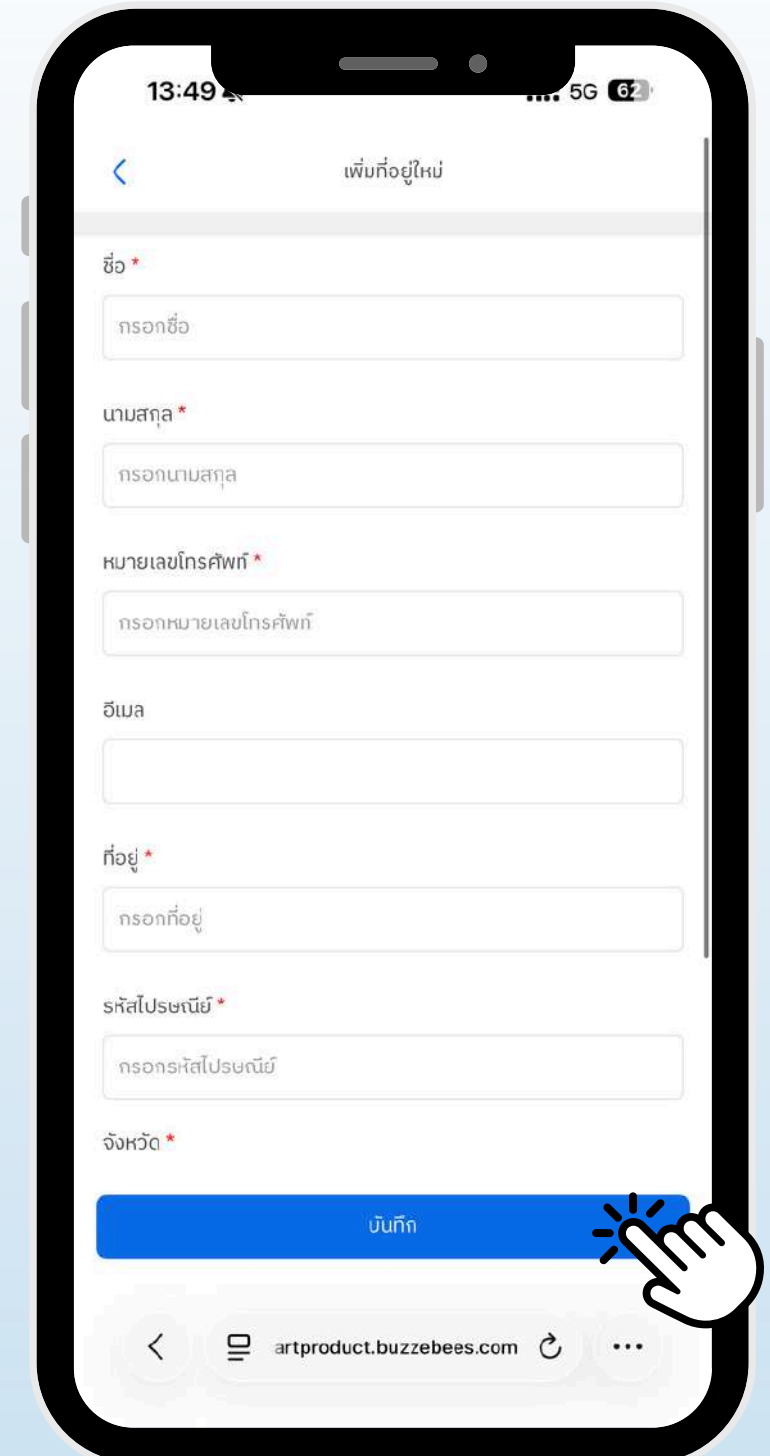 13:49
5G 62
เพิ่มที่อยู่ใหม่
ชื่อ *
กรอกชื่อ
นามสกุล *
กรอกนามสกุล
หมายเลขโทรศัพท์ *
กรอกหมายเลขโทรศัพท์
อีเมล
ที่อยู่ *
กรอกที่อยู่
รหัสไปรษณีย์ *
กรอกรหัสไปรษณีย์
จังหวัด *
บันทึก
artproduct.buzzebees.com